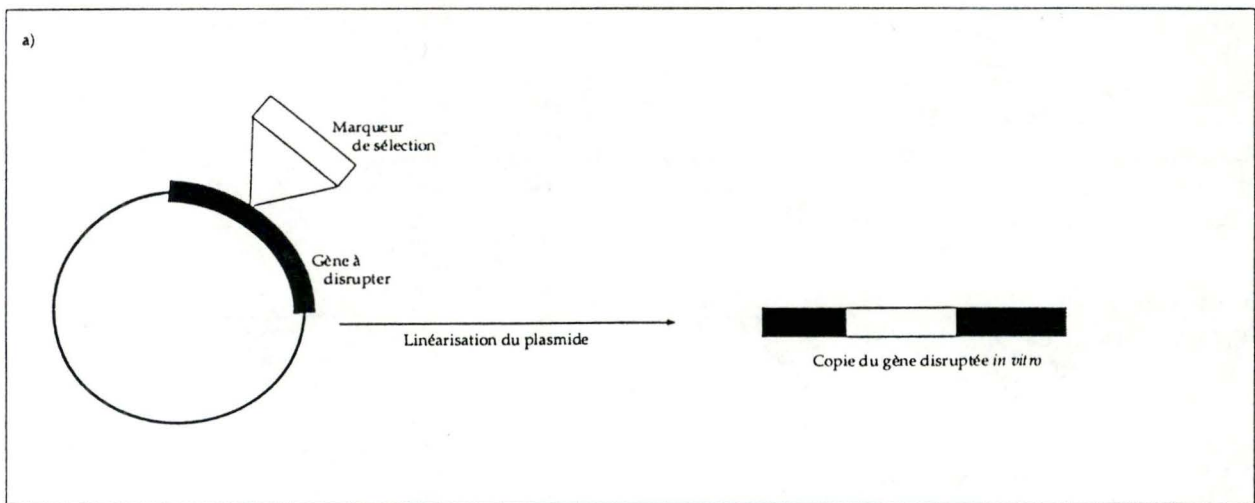 a)
Marqueur
de sélection
Gène à
disrupter
Linéarisation du plasmide
Copie du gène disruptée in vitro